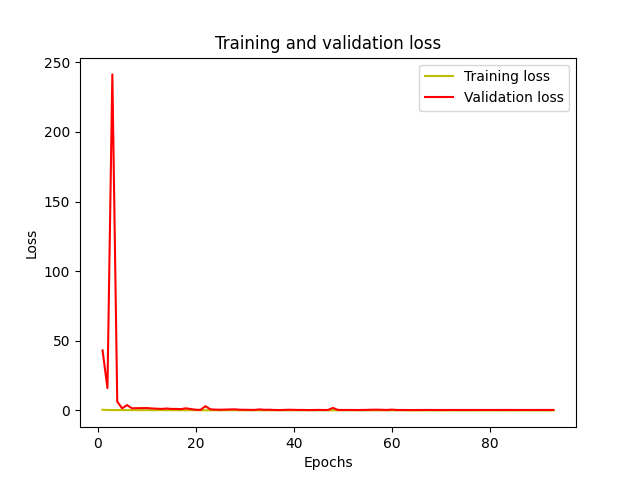 Training and validation loss
Training loss
Validation loss
250
200
150
100
50
0
Loss
0 20 40 60 80
Epochs